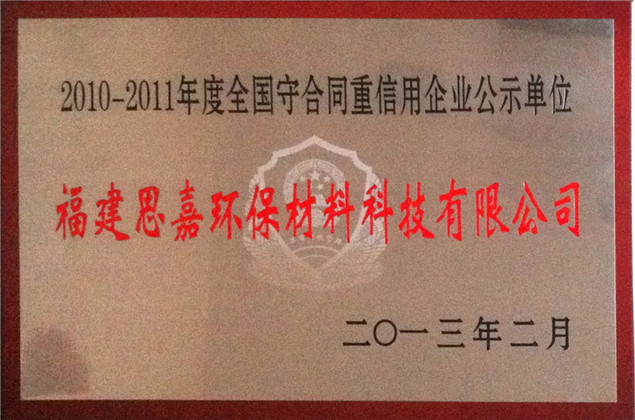 2010-2011年度全国守合同重信用企业公示单位
福建思嘉环保材料科技有限公司
二〇一三年二月